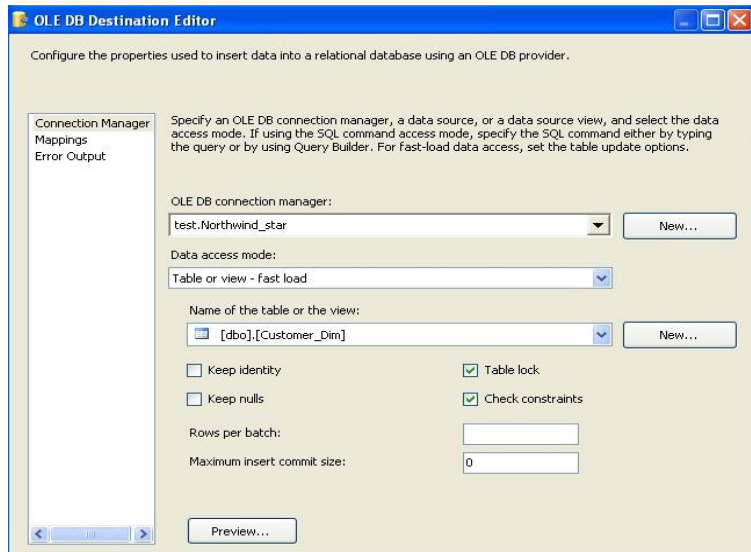 OLE DB Destination Editor
Configure the properties used to insert data into a relational database using an OLE DB provider.
Connection Manager
Mappings
Error Output
Specify an OLE DB connection manager, a data source, or a data source view, and select the data
access mode. If using the SQL command access mode, specify the SQL command either by typing
the query or by using Query Builder. For fast-load data access, set the table update options.
OLE DB connection manager:
test.Northwind_star
New...
Data access mode:
Table or view - fast load
Name of the table or the view:
[dbo].[Customer_Dim]
New...
Keep identity
Table lock
Keep nulls
Check constraints
Rows per batch:
Maximum insert commit size:
0
Preview...